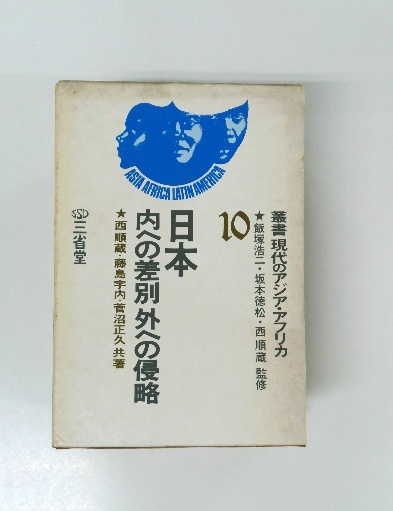 ASIA AFRICA LATIN AMERICA
叢書 現代のアジア・アフリカ
★飯塚浩二・坂本徳松・西 順蔵 監修
10
日本
内への差別 外への侵略
★西 順蔵・藤島宇内・菅沼正久 共著
SSD
三省堂